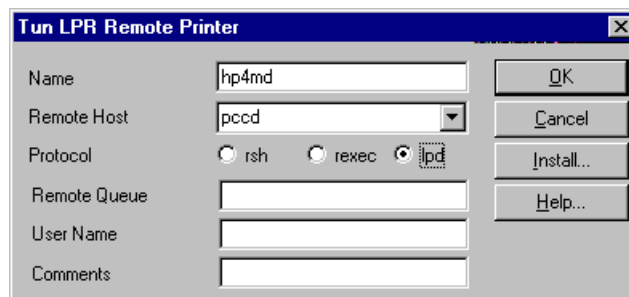 Tun LPR Remote Printer
Name hp4md OK
Remote Host pccd Cancel
Protocol rsh rexec lpd Install...
Remote Queue Help...
User Name
Comments